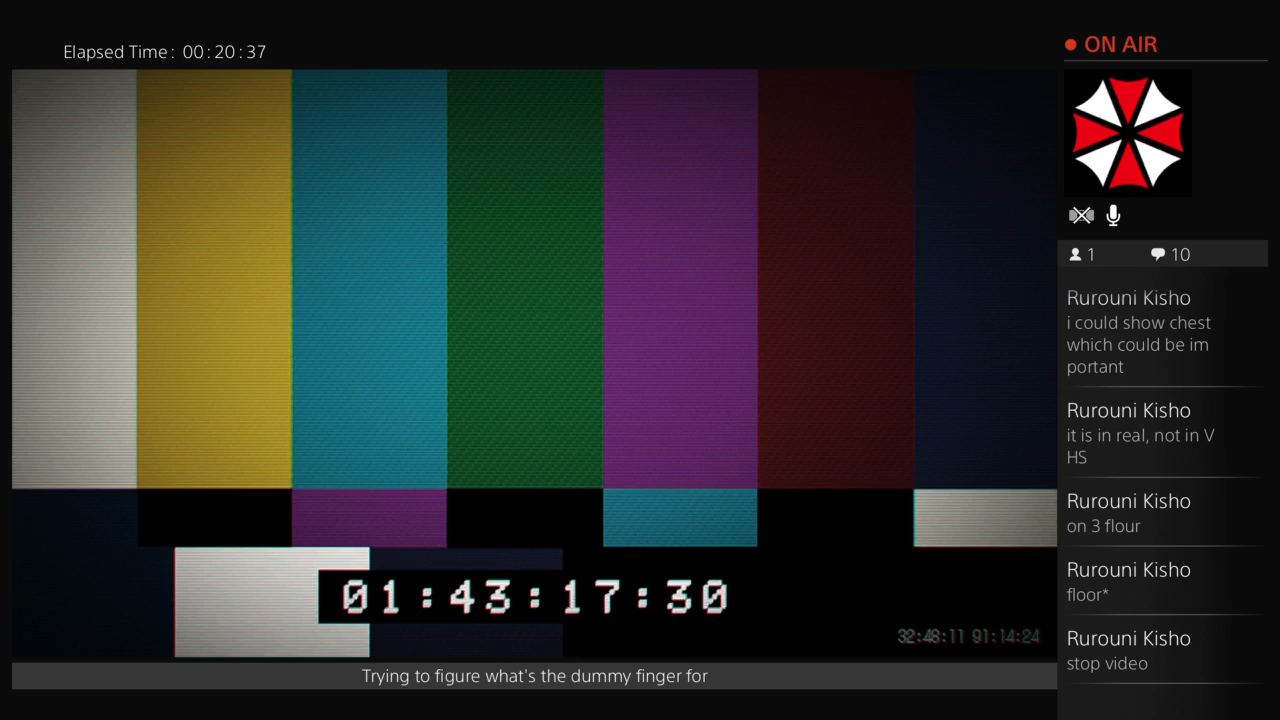 Elapsed Time: 00:20:37
ON AIR
1 10
Rurouni Kisho
i could show chest
which could be im
portant
Rurouni Kisho
it is in real, not in V
HS
Rurouni Kisho
on 3 flour
Rurouni Kisho
floor*
Rurouni Kisho
stop video
01:43:17:30
32:48:11 91:14:24
Trying to figure what's the dummy finger for